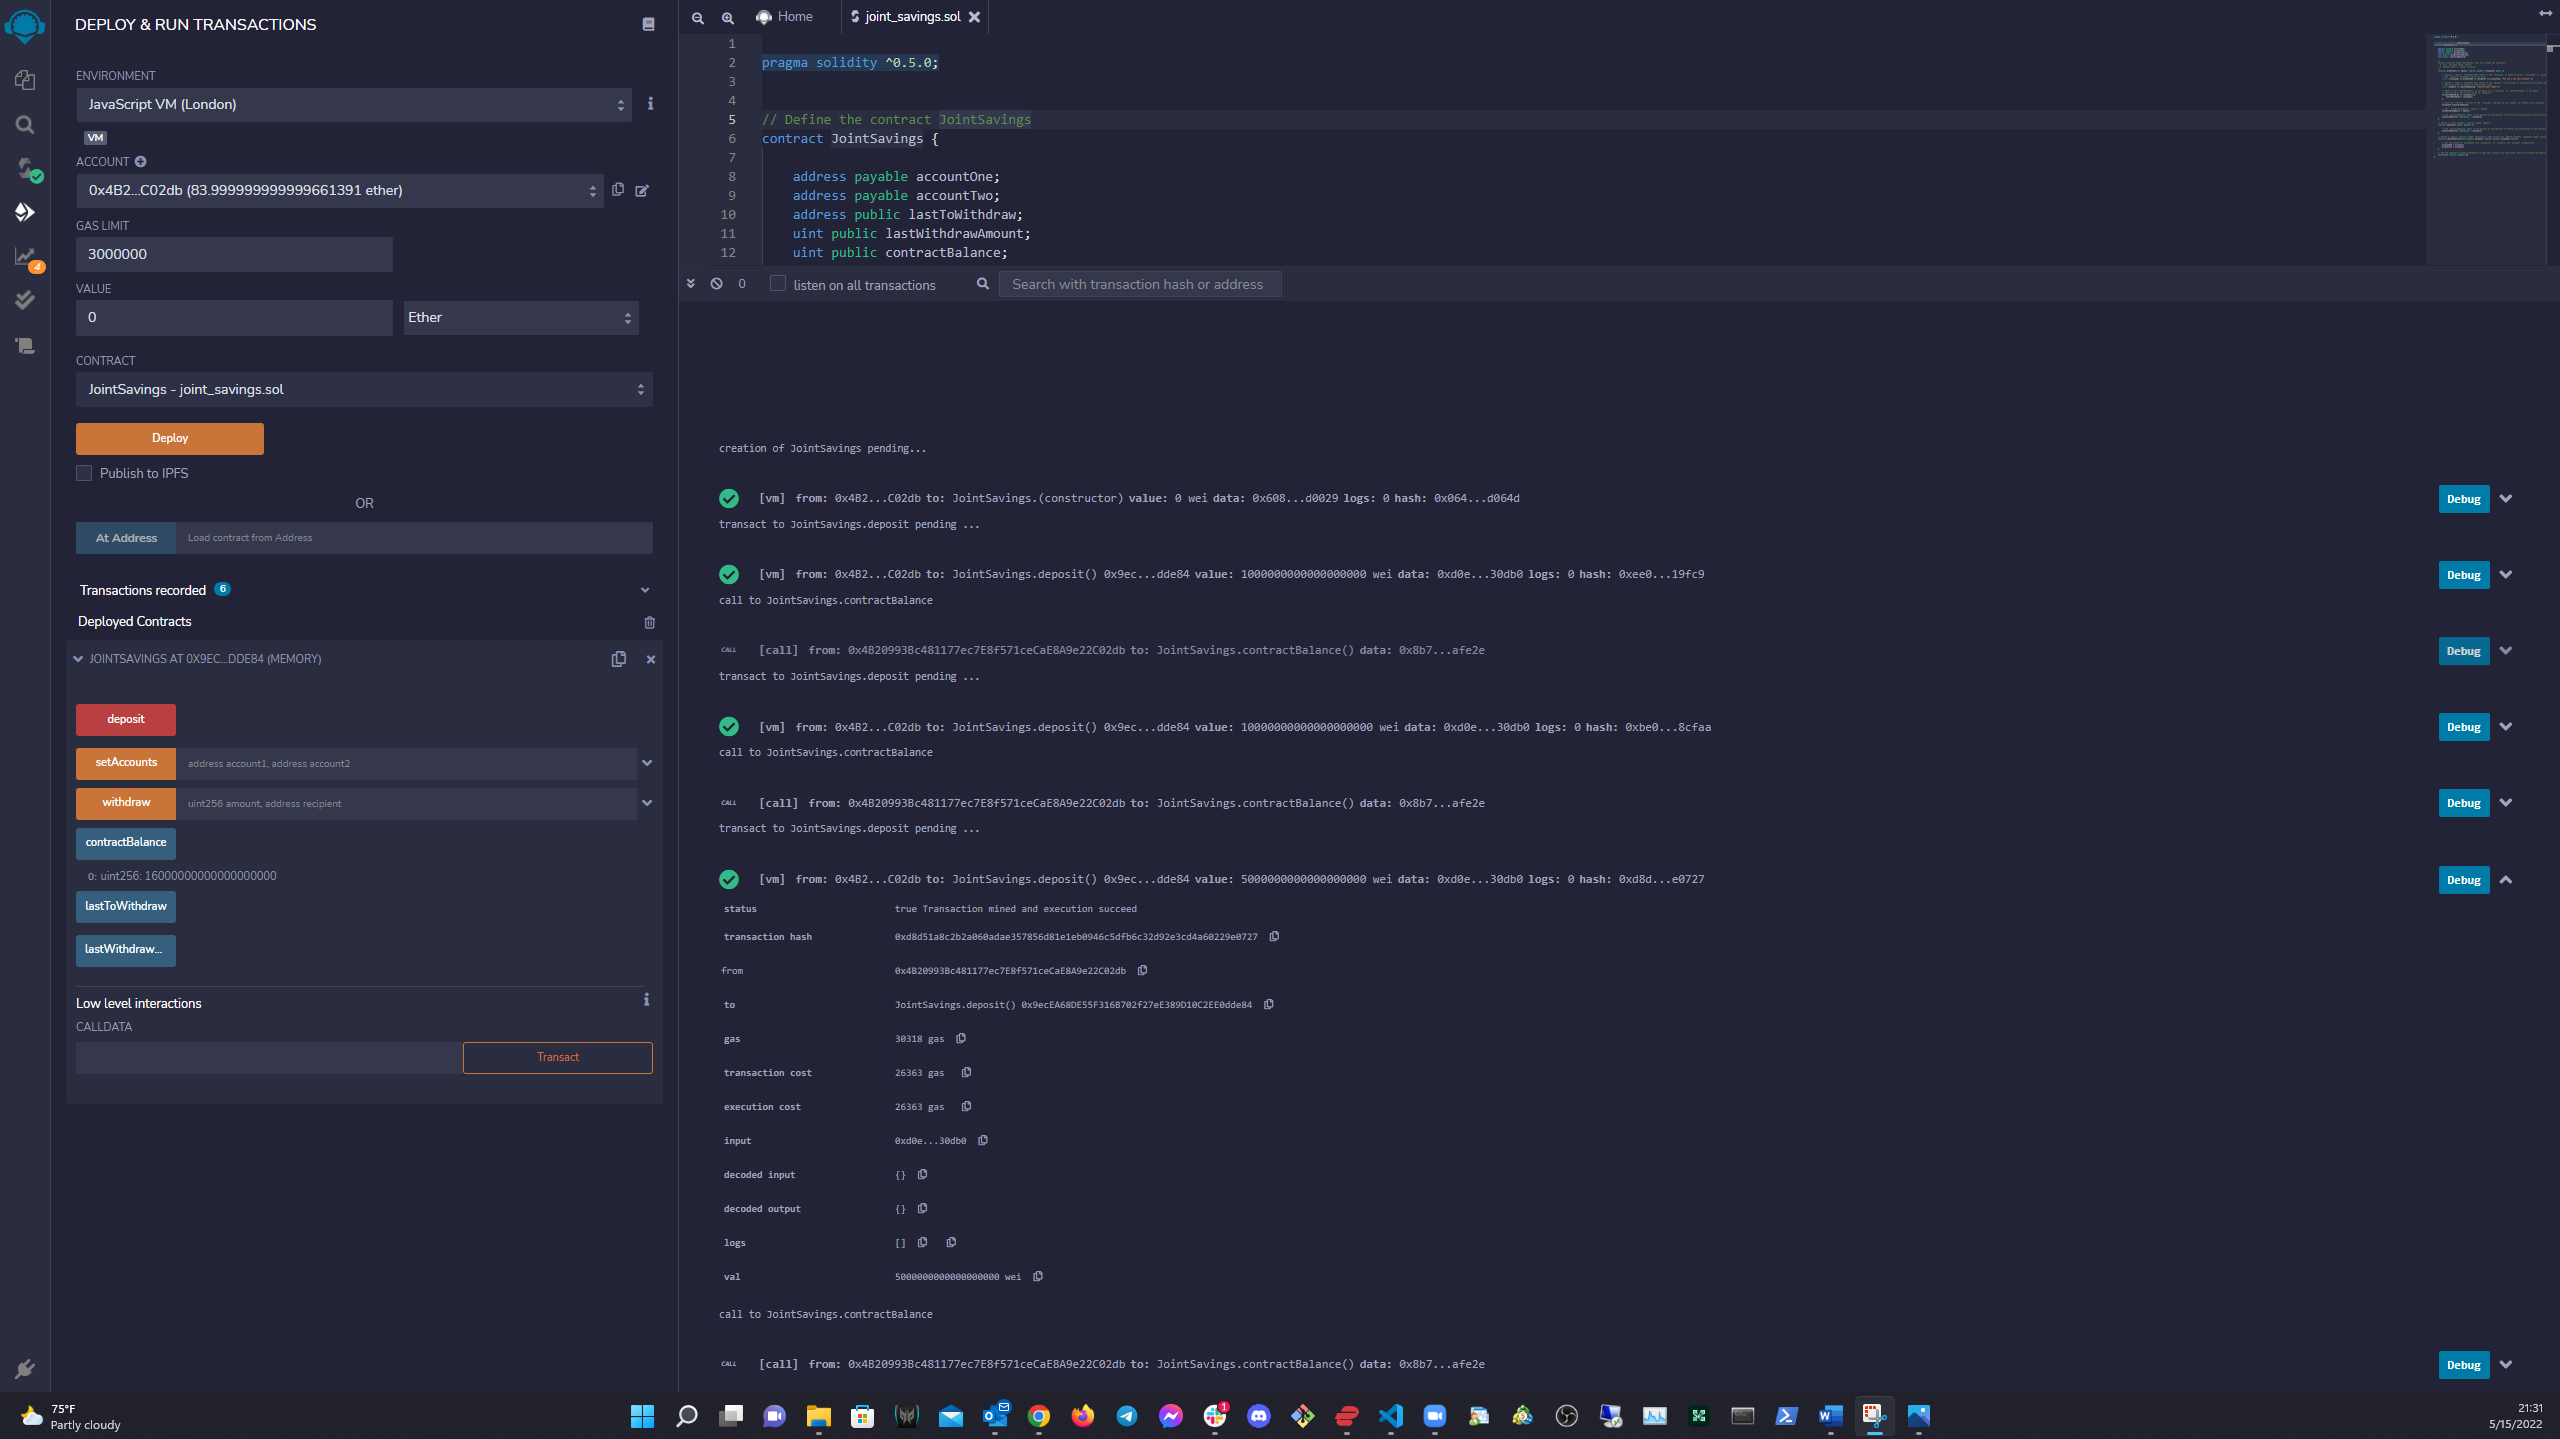 DEPLOY & RUN TRANSACTIONS
ENVIRONMENT
JavaScript VM (London)
VM
ACCOUNT
0x4B2...C02db (83.999999999999661391 ether)
GAS LIMIT
3000000
VALUE
0
Ether
CONTRACT
JointSavings - joint_savings.sol
Deploy
Publish to IPFS
OR
At Address
Load contract from Address
Transactions recorded 6
Deployed Contracts
JOINTSAVINGS AT 0X9EC...DDE84 (MEMORY)
deposit
setAccounts address account1, address account2
withdraw uint256 amount, address recipient
contractBalance
0: uint256: 16000000000000000000
lastToWithdraw
lastWithdraw...
Low level interactions
CALLDATA
Transact
4
Home
joint_savings.sol
1
2 pragma solidity ^0.5.0;
3
4
5 // Define the contract JointSavings
6 contract JointSavings {
7
8 address payable accountOne;
9 address payable accountTwo;
10 address public lastToWithdraw;
11 uint public lastWithdrawAmount;
12 uint public contractBalance;
0
listen on all transactions
Search with transaction hash or address
creation of JointSavings pending...
[vm] from: 0x4B2...C02db to: JointSavings.(constructor) value: 0 wei data: 0x608...d0029 logs: 0 hash: 0x064...d064d
Debug
transact to JointSavings.deposit pending ...
[vm] from: 0x4B2...C02db to: JointSavings.deposit() 0x9ec...dde84 value: 1000000000000000000 wei data: 0xd0e...30db0 logs: 0 hash: 0xee0...19fc9
Debug
call to JointSavings.contractBalance
CALL [call] from: 0x4B20993Bc481177ec7E8f571ceCaE8A9e22C02db to: JointSavings.contractBalance() data: 0x8b7...afe2e
Debug
transact to JointSavings.deposit pending ...
[vm] from: 0x4B2...C02db to: JointSavings.deposit() 0x9ec...dde84 value: 10000000000000000000 wei data: 0xd0e...30db0 logs: 0 hash: 0xbe0...8cfaa
Debug
call to JointSavings.contractBalance
CALL [call] from: 0x4B20993Bc481177ec7E8f571ceCaE8A9e22C02db to: JointSavings.contractBalance() data: 0x8b7...afe2e
Debug
transact to JointSavings.deposit pending ...
[vm] from: 0x4B2...C02db to: JointSavings.deposit() 0x9ec...dde84 value: 5000000000000000000 wei data: 0xd0e...30db0 logs: 0 hash: 0xd8d...e0727
Debug
status true Transaction mined and execution succeed
transaction hash 0xd8d51a8c2b2a060adae357856d81e1eb0946c5dfb6c32d92e3cd4a60229e0727
from 0x4B20993Bc481177ec7E8f571ceCaE8A9e22C02db
to JointSavings.deposit() 0x9ecEA68DE55F316B702f27eE389D10C2EE0dde84
gas 30318 gas
transaction cost 26363 gas
execution cost 26363 gas
input 0xd0e...30db0
decoded input {}
decoded output {}
logs []
val 5000000000000000000 wei
call to JointSavings.contractBalance
CALL [call] from: 0x4B20993Bc481177ec7E8f571ceCaE8A9e22C02db to: JointSavings.contractBalance() data: 0x8b7...afe2e
Debug
75°F
Partly cloudy
1
21:31
5/15/2022